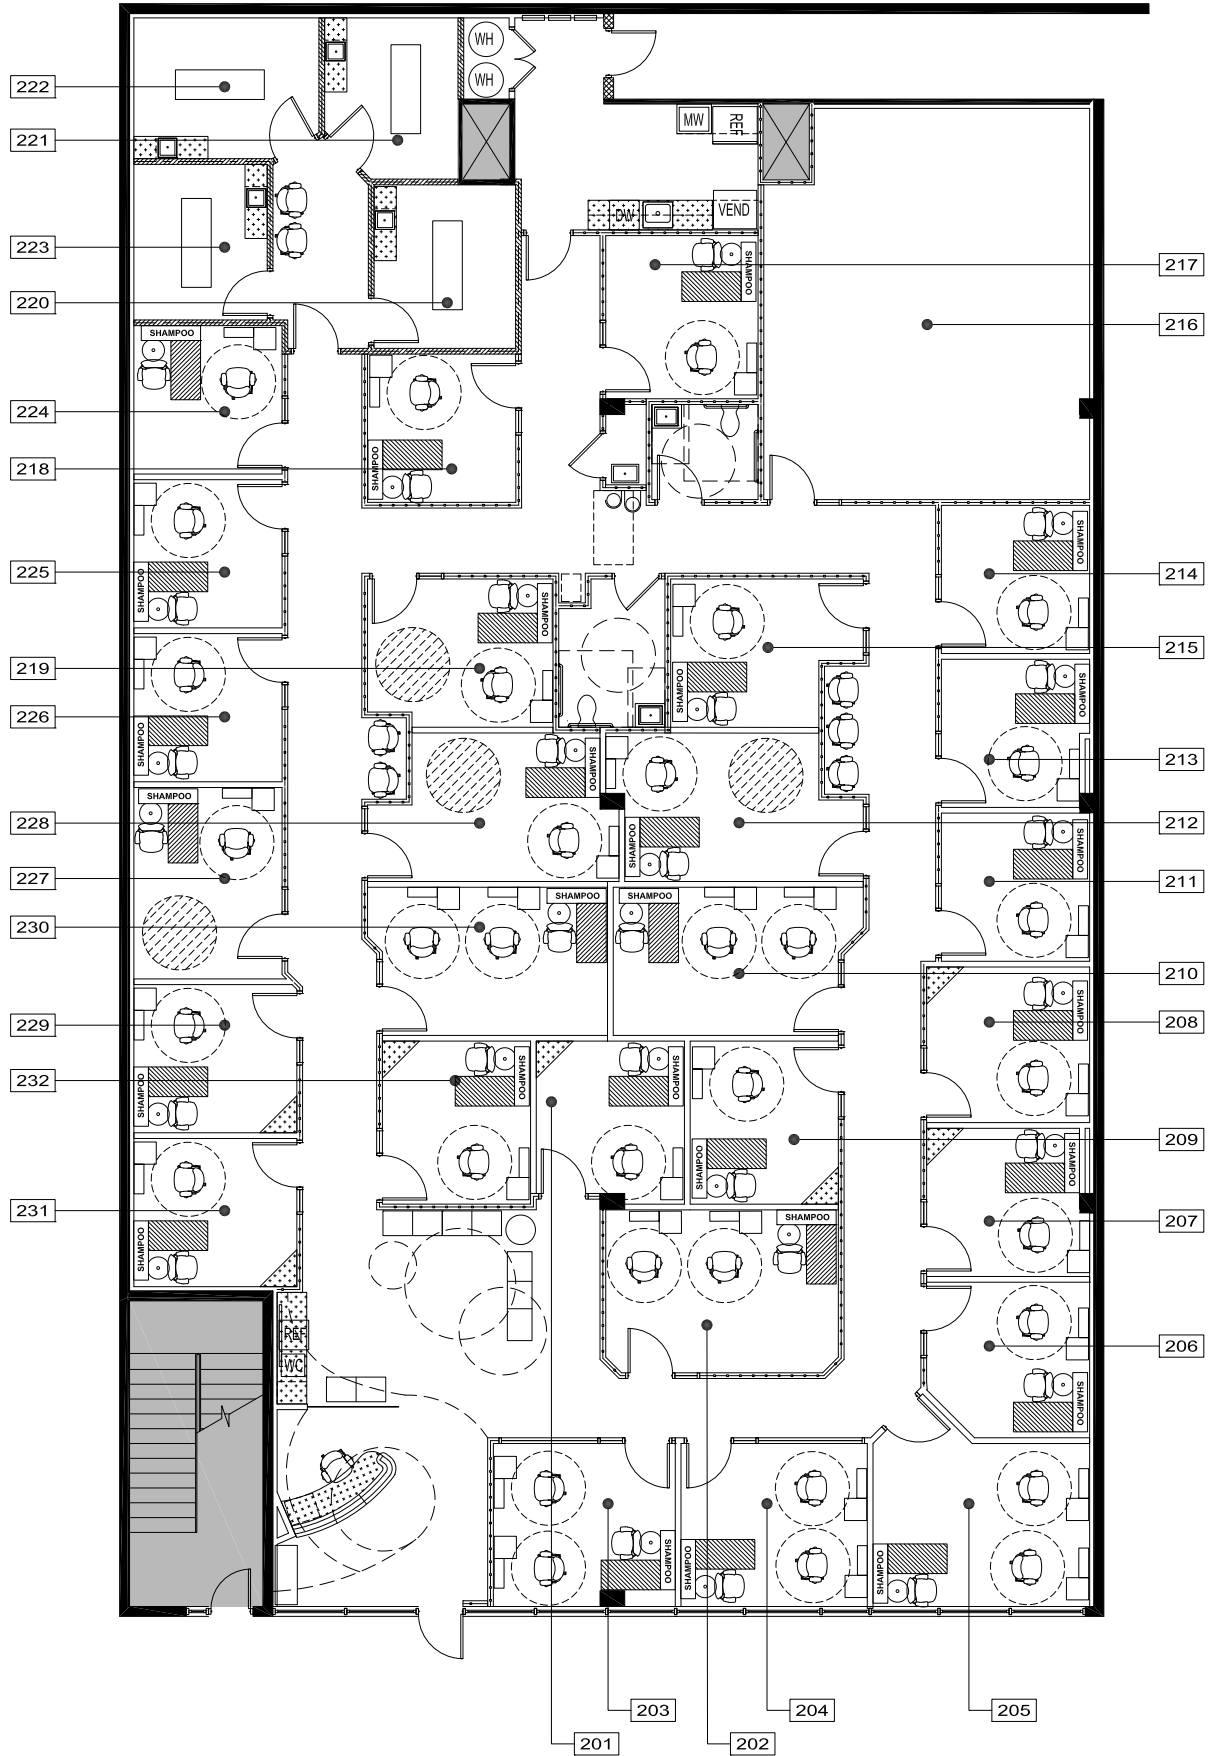 WH
222
WH
MW
REF
221
DW
VEND
223
SHAMPOO
217
220
216
SHAMPOO
224
218
SHAMPOO
SHAMPOO
225
SHAMPOO
SHAMPOO
214
SHAMPOO
215
219
SHAMPOO
SHAMPOO
226
SHAMPOO
213
SHAMPOO
SHAMPOO
228
SHAMPOO
212
SHAMPOO
227
211
SHAMPOO
SHAMPOO
230
210
SHAMPOO
229
208
SHAMPOO
232
SHAMPOO
SHAMPOO
SHAMPOO
209
SHAMPOO
SHAMPOO
231
SHAMPOO
207
SHAMPOO
REF
206
WC
SHAMPOO
SHAMPOO
SHAMPOO
SHAMPOO
203
204
205
201
202